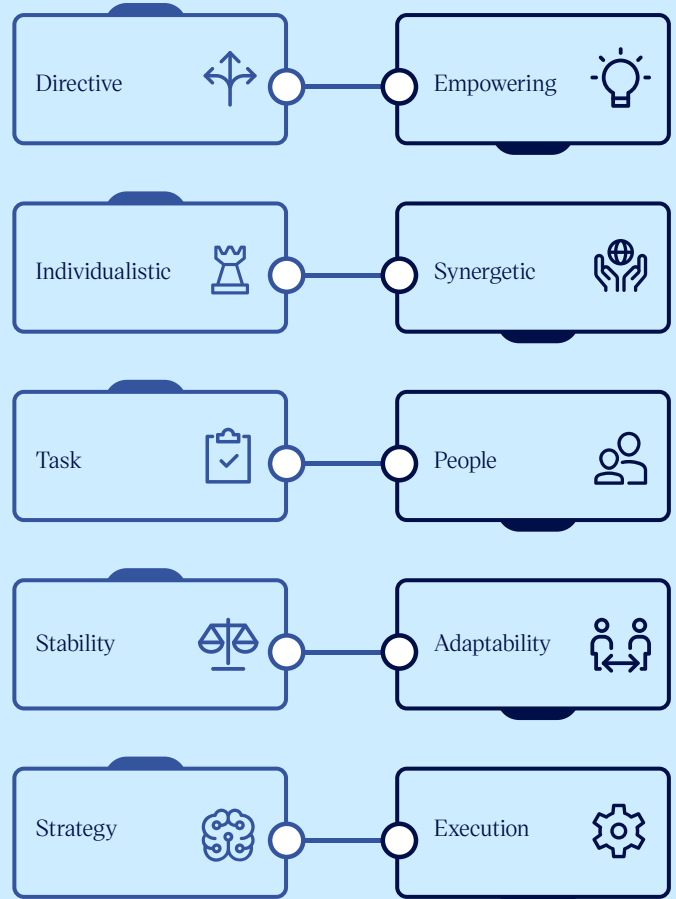 Directive
Empowering
Individualistic
Synergetic
Task
People
Stability
Adaptability
Strategy
Execution